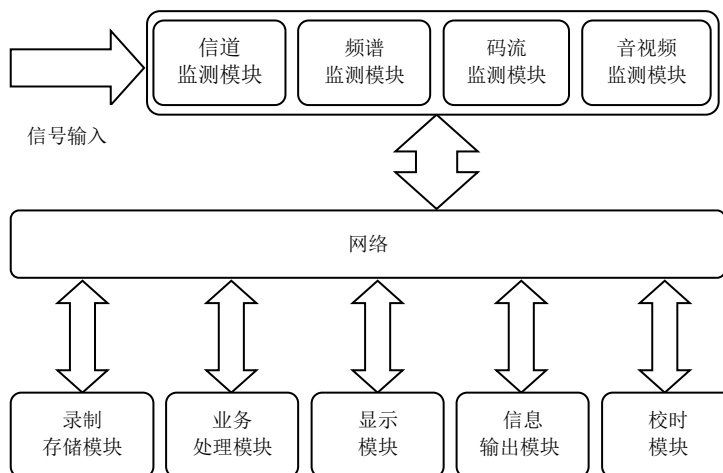 信道
监测模块
频谱
监测模块
码流
监测模块
音视频
监测模块
信号输入
网络
录制
存储模块
业务
处理模块
显示
模块
信息
输出模块
校时
模块